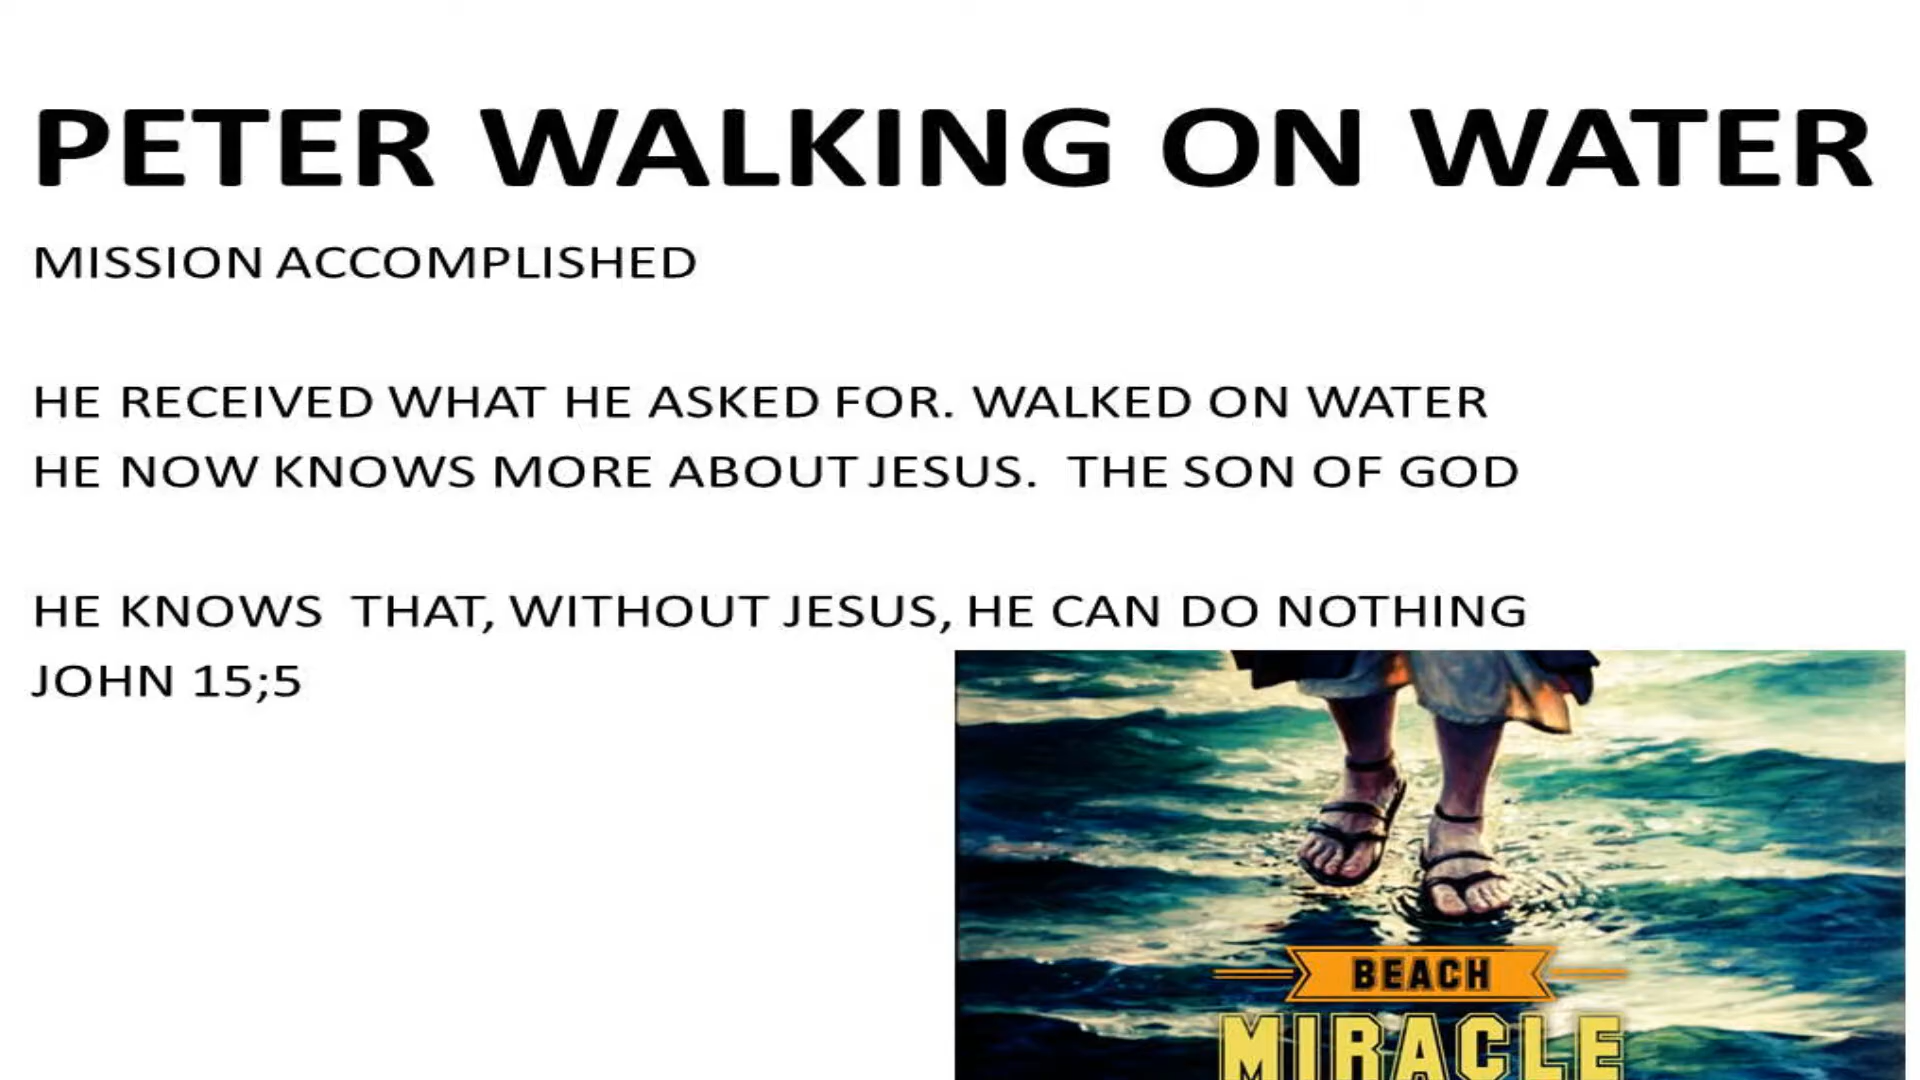 PETER WALKING ON WATER
MISSION ACCOMPLISHED
HE RECEIVED WHAT HE ASKED FOR. WALKED ON WATER
HE NOW KNOWS MORE ABOUT JESUS. THE SON OF GOD
HE KNOWS THAT, WITHOUT JESUS, HE CAN DO NOTHING
JOHN 15;5
BEACH
MIRACLE